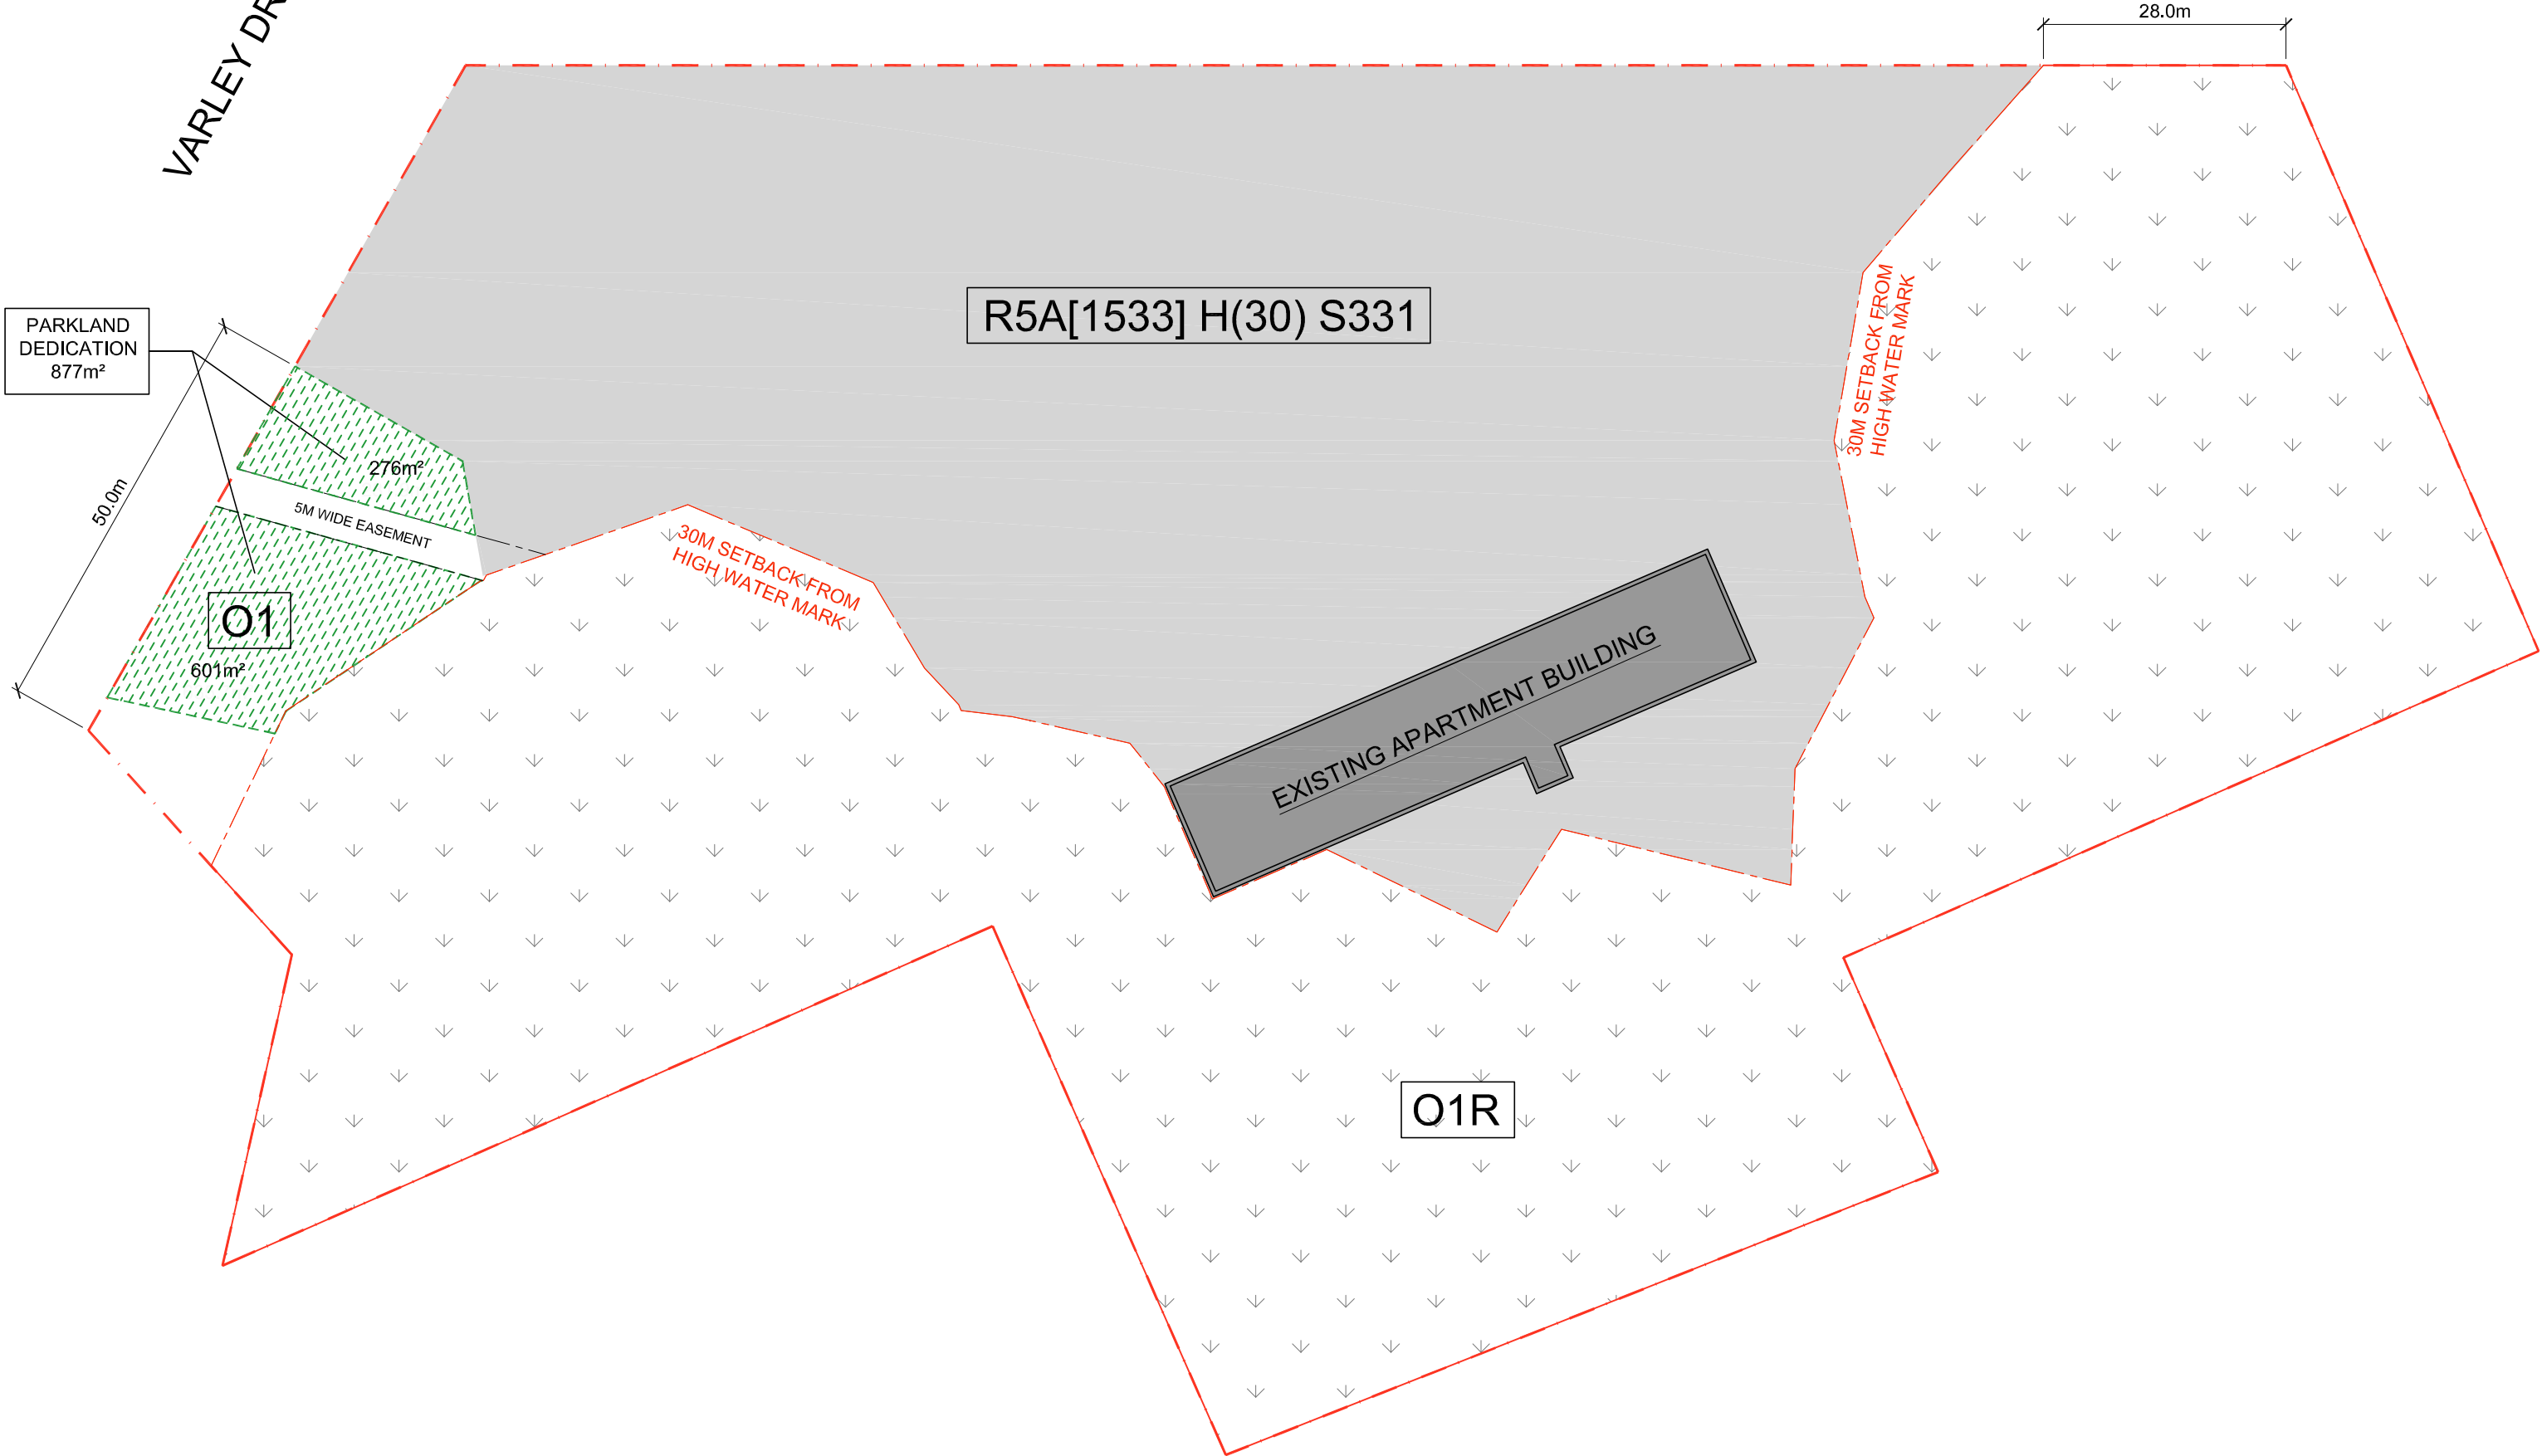 28.0m
VARLEY DR
R5A[1533] H(30) S331
PARKLAND
DEDICATION
877m²
30M SETBACK FROM
HIGH WATER MARK
276m²
50.0m
5M WIDE EASEMENT
30M SETBACK FROM
HIGH WATER MARK
O1
601m²
EXISTING APARTMENT BUILDING
O1R